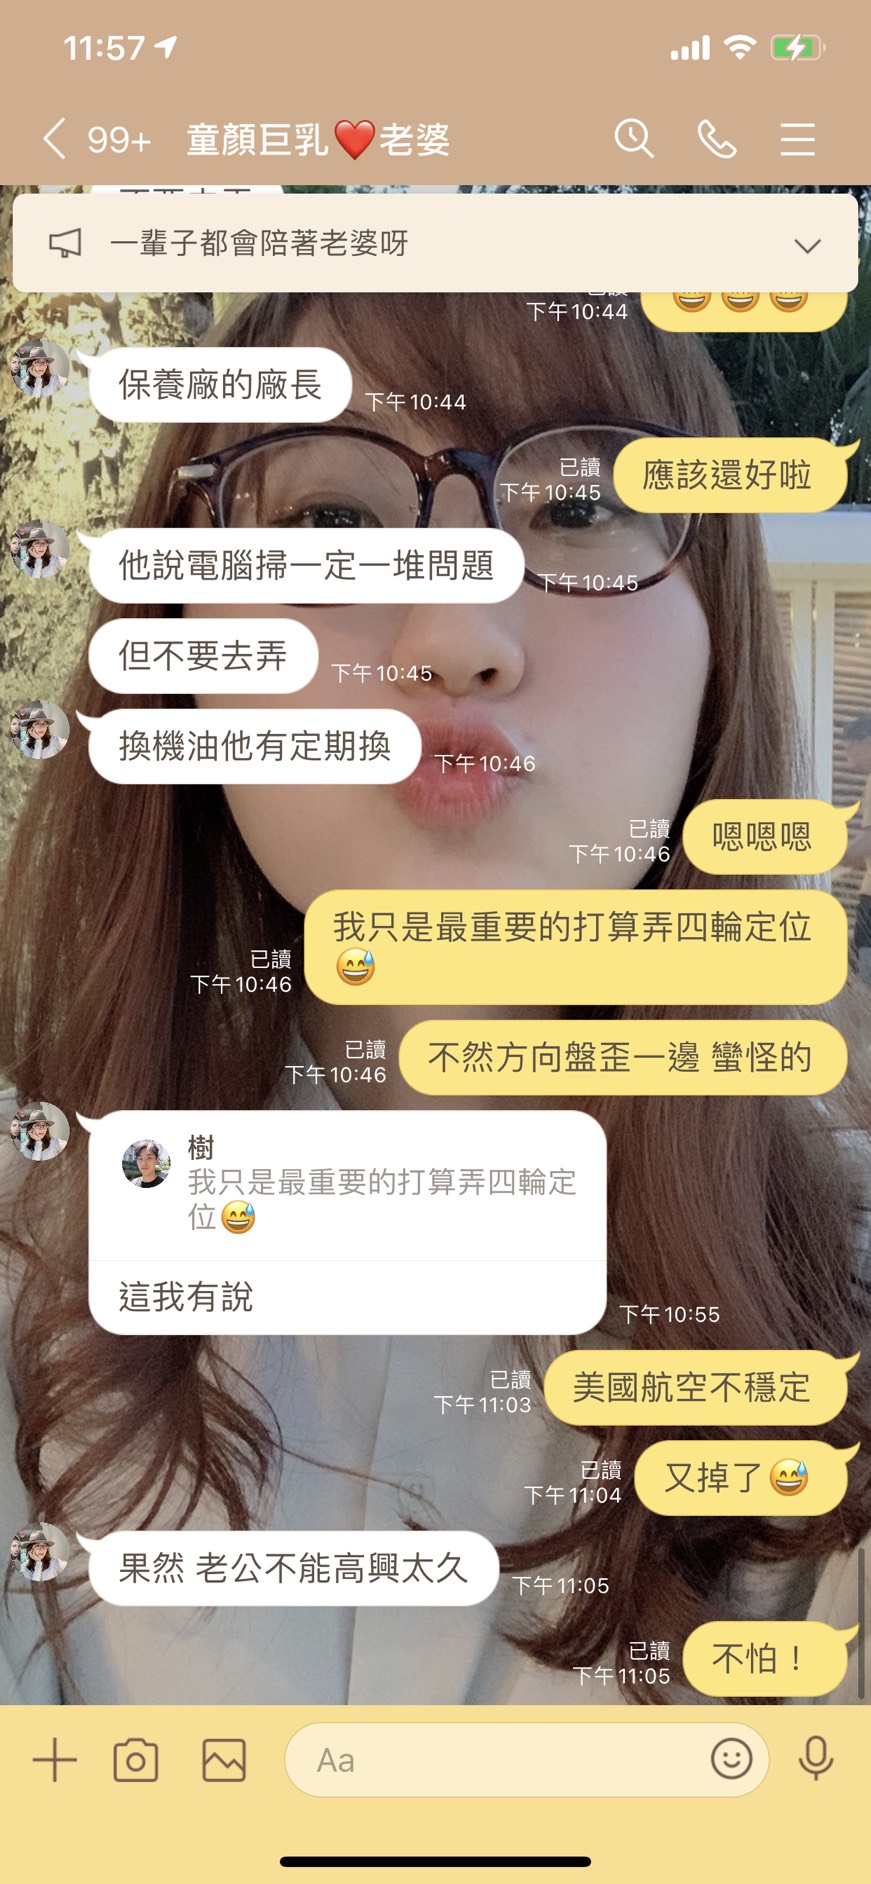 11:57
99+ 童顏巨乳❤️老婆
一輩子都會陪著老婆呀
下午10:44
保養廠的廠長
下午10:44
應該還好啦
已讀
下午10:45
他說電腦掃一定一堆問題
下午10:45
但不要去弄
下午10:45
換機油他有定期換
下午10:46
嗯嗯嗯
已讀
下午10:46
我只是最重要的打算弄四輪定位
😅
已讀
下午10:46
不然方向盤歪一邊 蠻怪的
已讀
下午10:46
樹
我只是最重要的打算弄四輪定
位😅
這我有說
下午10:55
美國航空不穩定
已讀
下午11:03
又掉了😅
已讀
下午11:04
果然 老公不能高興太久
下午11:05
不怕！
已讀
下午11:05
Aa